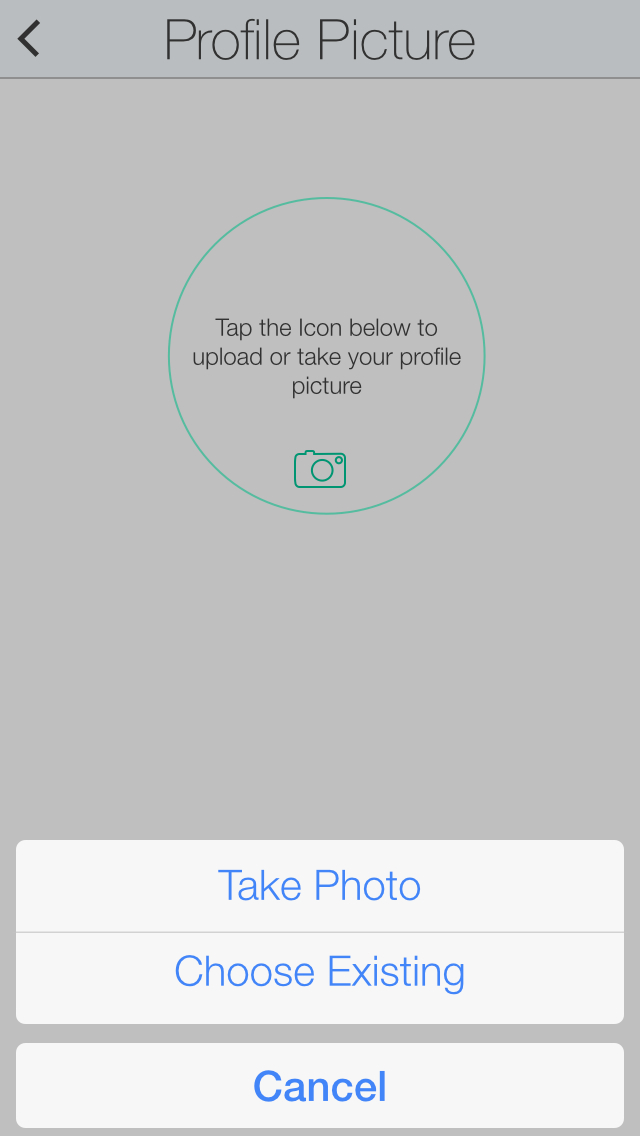 Profile Picture
Tap the Icon below to
upload or take your profile
picture
Take Photo
Choose Existing
Cancel